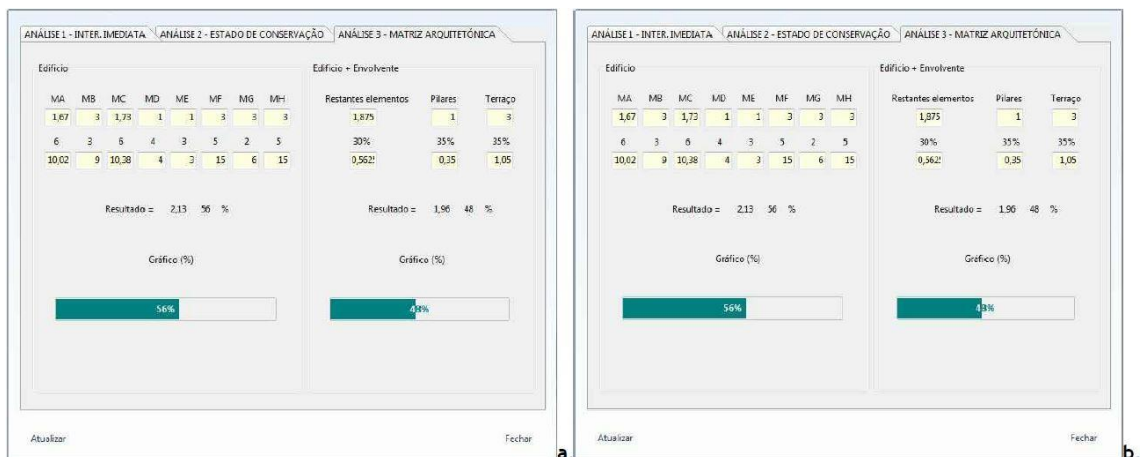 ANÁLISE 1 - INTER. IMEDIATA ANÁLISE 2 - ESTADO DE CONSERVAÇÃO ANÁLISE 3 - MATRIZ ARQUITETÓNICA
Edifício Edifício + Envolvente
MA MB MC MD ME MF MG MH Restantes elementos Pilares Terraço
1,67 3 1,73 1 1 3 3 3 1,875 1 3
6 3 6 4 3 5 2 5 30% 35% 35%
10,02 9 10,38 4 3 15 6 15 0,562 0,35 1,05
Resultado = 2,13 56 % Resultado = 1,96 48 %
Gráfico (%) Gráfico (%)
56% 48%
Atualizar Fechar
a.
ANÁLISE 1 - INTER. IMEDIATA ANÁLISE 2 - ESTADO DE CONSERVAÇÃO ANÁLISE 3 - MATRIZ ARQUITETÓNICA
Edifício Edifício + Envolvente
MA MB MC MD ME MF MG MH Restantes elementos Pilares Terraço
1,67 3 1,73 1 1 3 3 3 1,875 1 3
6 3 6 4 3 5 2 5 30% 35% 35%
10,02 9 10,38 4 3 15 6 15 0,562 0,35 1,05
Resultado = 2,13 56 % Resultado = 1,96 48 %
Gráfico (%) Gráfico (%)
56% 48%
Atualizar Fechar
b.